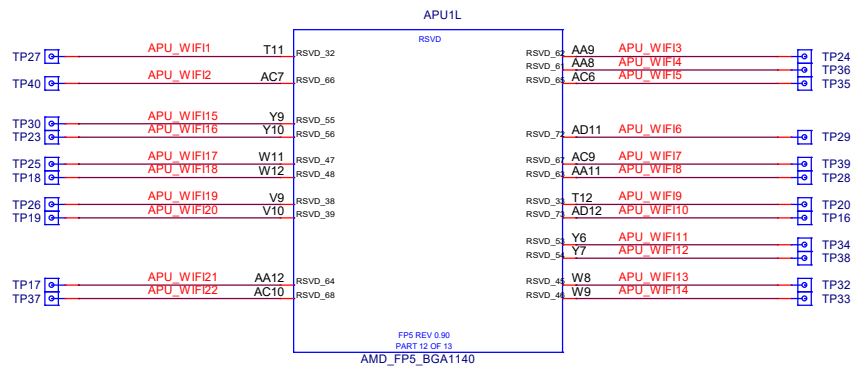 APU1L
RSVD
TP27 APU_WIFI1 T11 RSVD_32 RSVD_62 AA9 APU_WIFI3 TP24
RSVD_61 AA8 APU_WIFI4 TP36
TP40 APU_WIFI2 AC7 RSVD_66 RSVD_65 AC6 APU_WIFI5 TP35
TP30 APU_WIFI15 Y9 RSVD_55
TP23 APU_WIFI16 Y10 RSVD_56 RSVD_72 AD11 APU_WIFI6 TP29
TP25 APU_WIFI17 W11 RSVD_47 RSVD_67 AC9 APU_WIFI7 TP39
TP18 APU_WIFI18 W12 RSVD_48 RSVD_63 AA11 APU_WIFI8 TP28
TP26 APU_WIFI19 V9 RSVD_38 RSVD_33 T12 APU_WIFI9 TP20
TP19 APU_WIFI20 V10 RSVD_39 RSVD_73 AD12 APU_WIFI10 TP16
RSVD_53 Y6 APU_WIFI11 TP34
RSVD_54 Y7 APU_WIFI12 TP38
TP17 APU_WIFI21 AA12 RSVD_64 RSVD_45 W8 APU_WIFI13 TP32
TP37 APU_WIFI22 AC10 RSVD_68 RSVD_46 W9 APU_WIFI14 TP33
FP5 REV 0.90
PART 12 OF 13
AMD_FP5_BGA1140